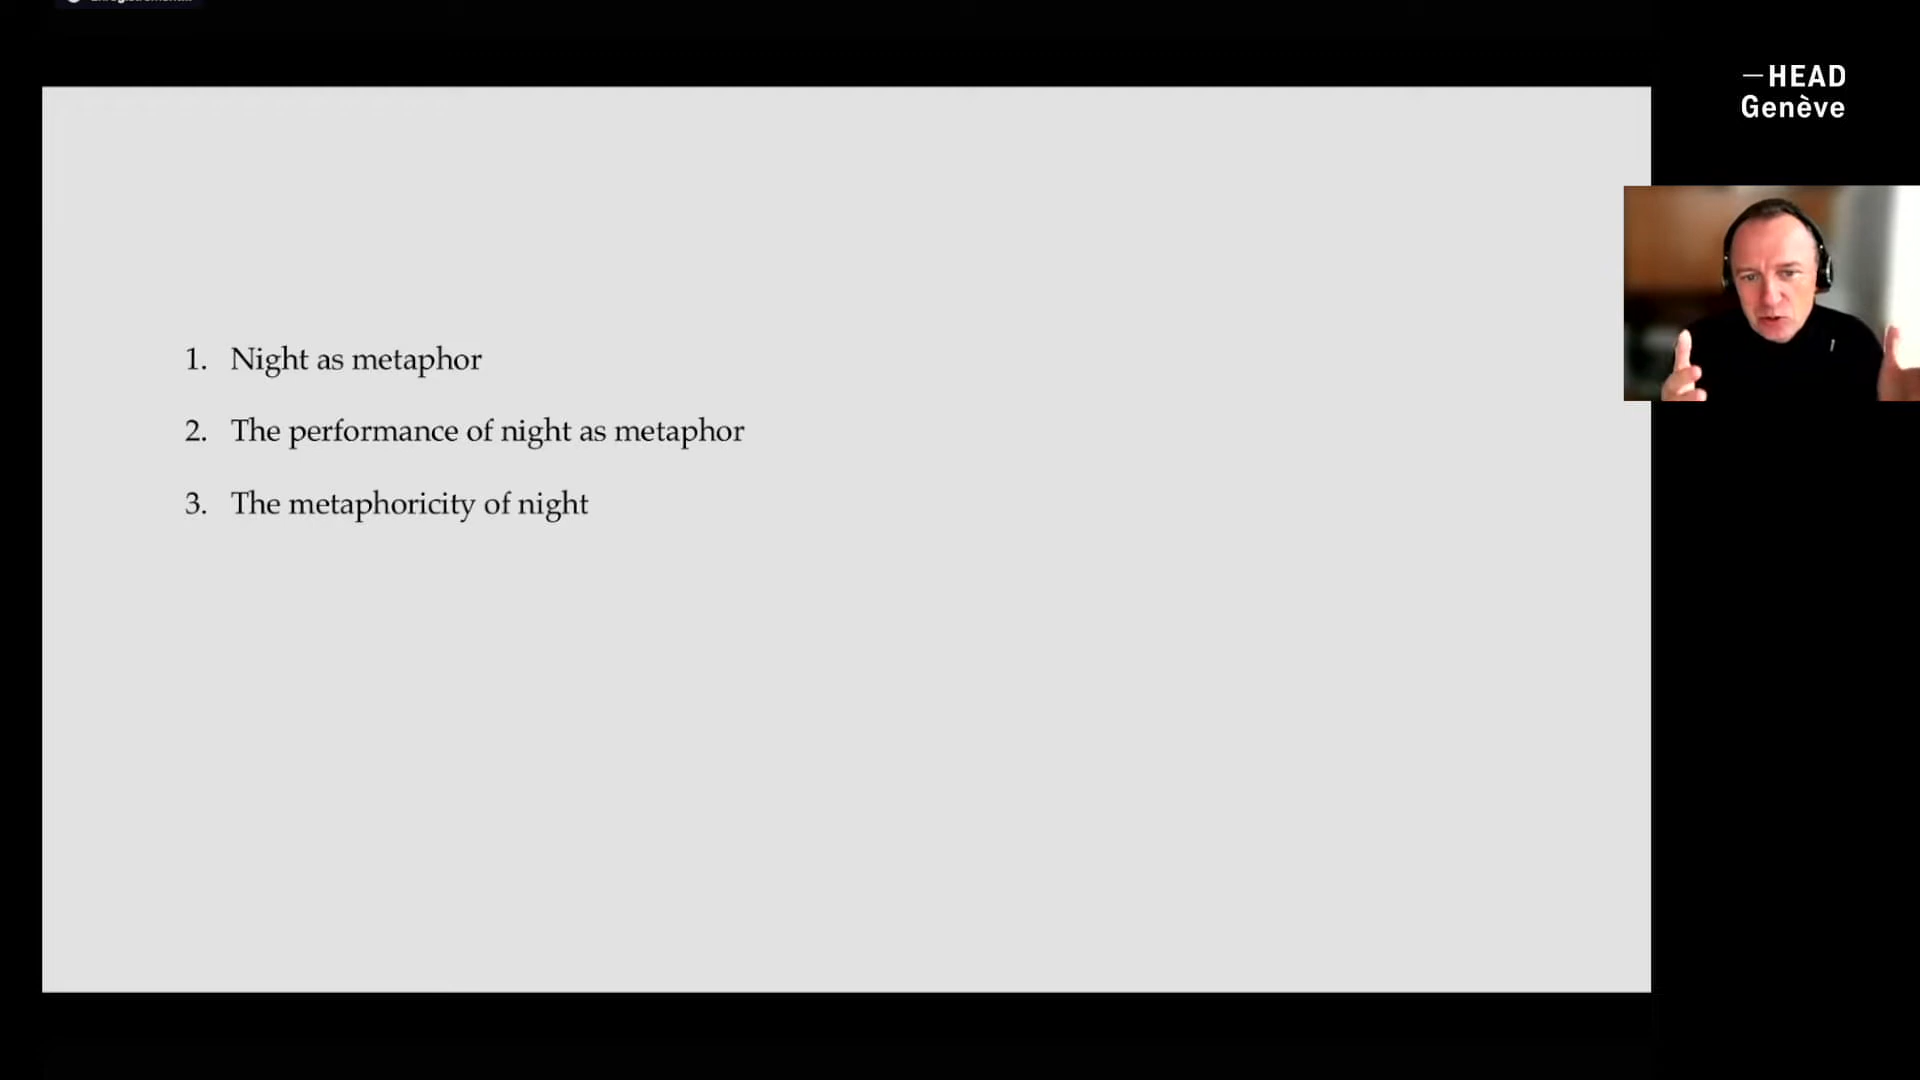 —HEAD
Genève
1. Night as metaphor
2. The performance of night as metaphor
3. The metaphoricity of night